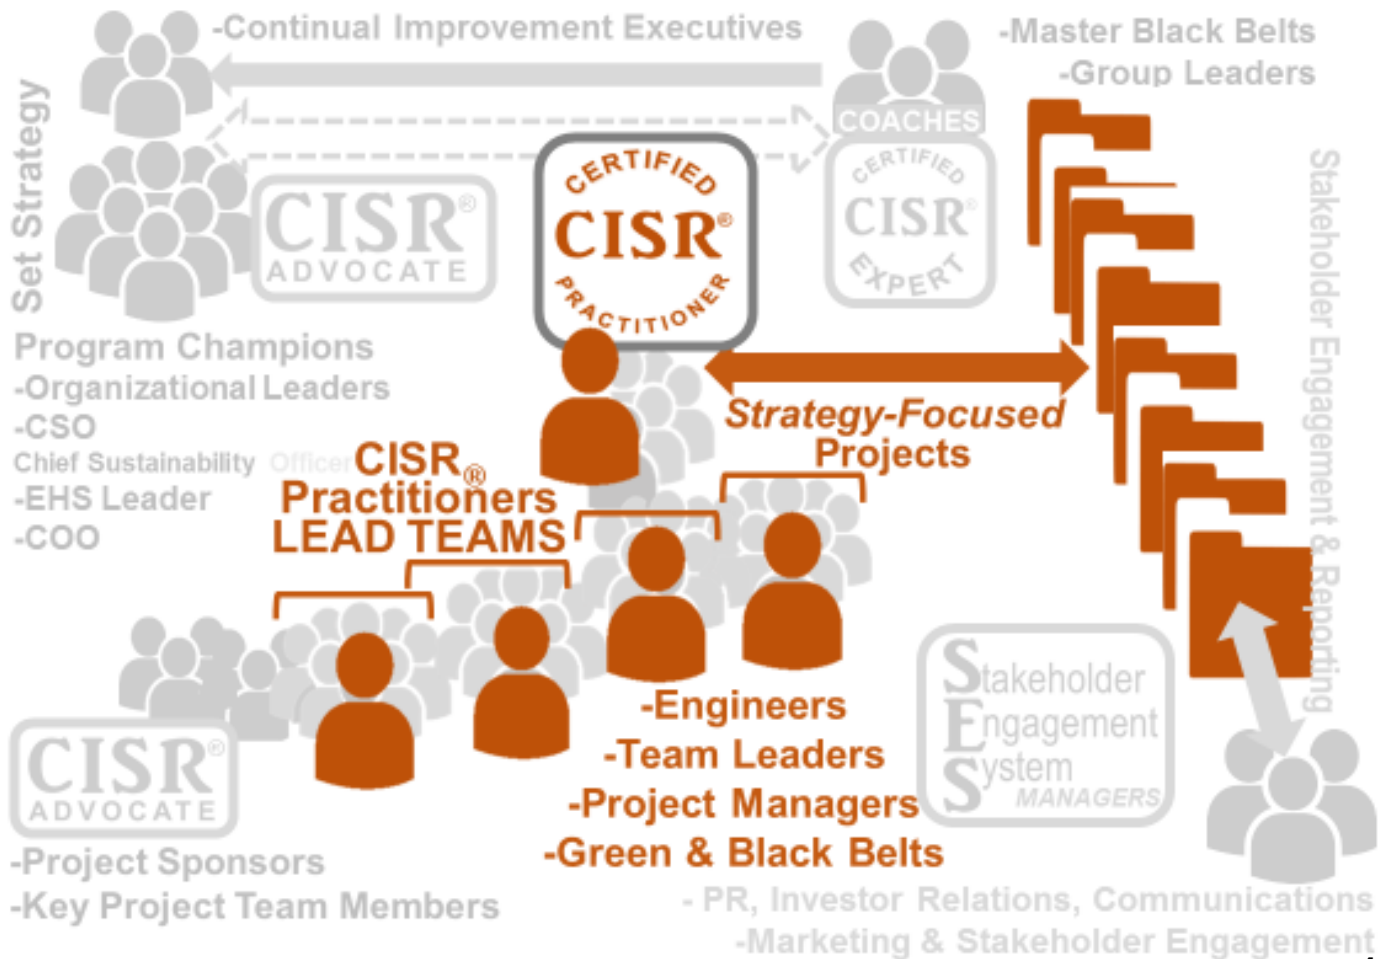 -Continual Improvement Executives
-Master Black Belts
-Group Leaders
COACHES
Set Strategy
CISR®
ADVOCATE
CERTIFIED
CISR®
PRACTITIONER
CERTIFIED
CISR®
EXPERT
Stakeholder Engagement & Reporting
Program Champions
-Organizational Leaders
-CSO
Chief Sustainability Officer
-EHS Leader
-COO
Strategy-Focused
Projects
CISR®
Practitioners
LEAD TEAMS
-Engineers
-Team Leaders
-Project Managers
-Green & Black Belts
Stakeholder
Engagement
System
MANAGERS
CISR®
ADVOCATE
-Project Sponsors
-Key Project Team Members
- PR, Investor Relations, Communications
-Marketing & Stakeholder Engagement